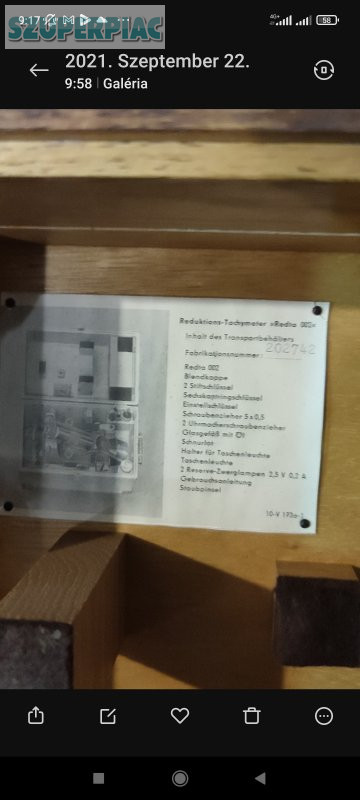 9:17
58
SZUPERPIAC
2021. Szeptember 22.
9:58 | Galéria
Reduktions-Tachymeter »Redta 002«
Inhalt des Transportbehälters
Fabrikationsnummer: 202742
Redta 002
Blendkappe
2 Stiftschlüssel
Sechskantringschlüssel
Einstellschlüssel
Schraubenzieher 5x0,5
2 Uhrmacherschraubenzieher
Glasgefäß mit Öl
Schnurlot
Halter für Taschenleuchte
Taschenleuchte
2 Reserve-Zwerglampen 2,5 V 0,2 A
Gebrauchsanleitung
Staubpinsel